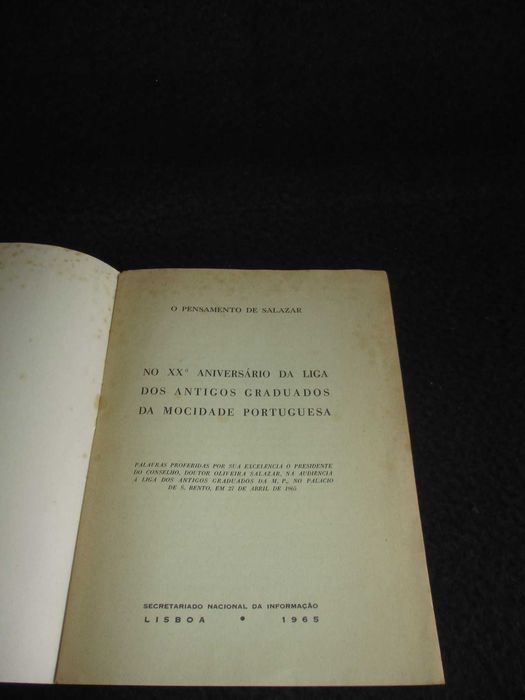 O PENSAMENTO DE SALAZAR
NO XXº ANIVERSÁRIO DA LIGA
DOS ANTIGOS GRADUADOS
DA MOCIDADE PORTUGUESA
PALAVRAS PROFERIDAS POR SUA EXCELÊNCIA O PRESIDENTE
DO CONSELHO, DOUTOR OLIVEIRA SALAZAR, NA AUDIÊNCIA
À LIGA DOS ANTIGOS GRADUADOS DA M. P., NO PALÁCIO
DE S. BENTO, EM 27 DE ABRIL DE 1965
SECRETARIADO NACIONAL DA INFORMAÇÃO
LISBOA • 1965